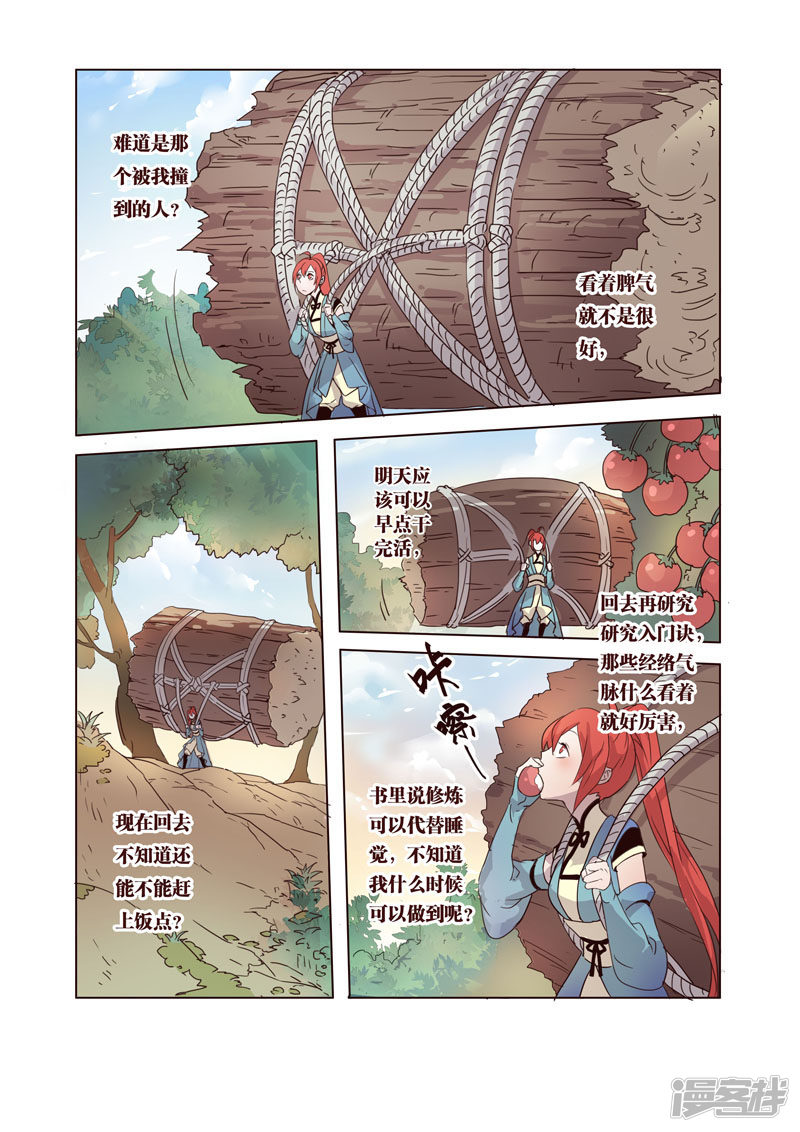 难道是那
个被我撞
到的人?
看着脾气
就不是很
好,
明天应
该可以
早点干
完活,
回去再研究
研究入门诀,
那些经络气
脉什么看着
就好厉害,
现在回去
不知道还
能不能赶
上饭点?
咔嚓
书里说修炼
可以代替睡
觉，不知道
我什么时候
可以做到呢?
漫客栈